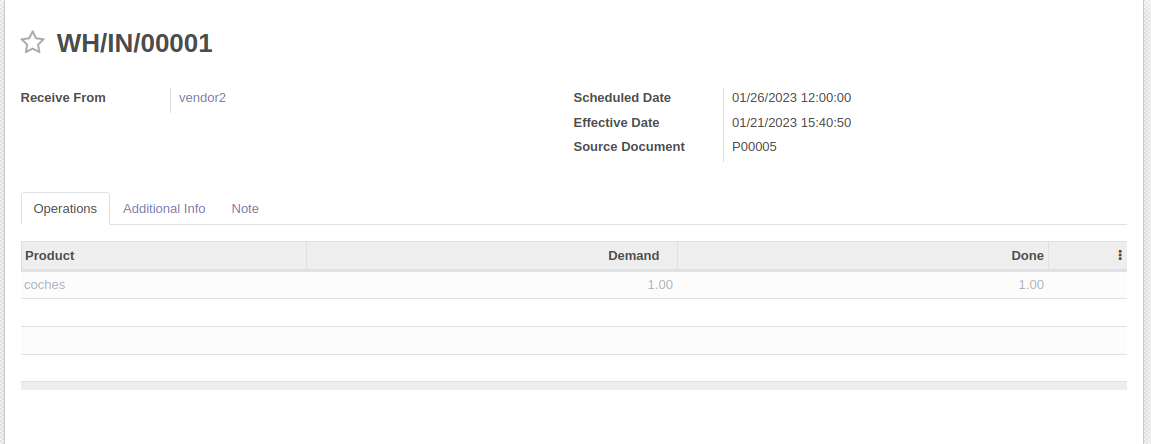 WH/IN/00001
Receive From vendor2
Scheduled Date 01/26/2023 12:00:00
Effective Date 01/21/2023 15:40:50
Source Document P00005
Operations Additional Info Note
Product Demand Done
coches 1.00 1.00